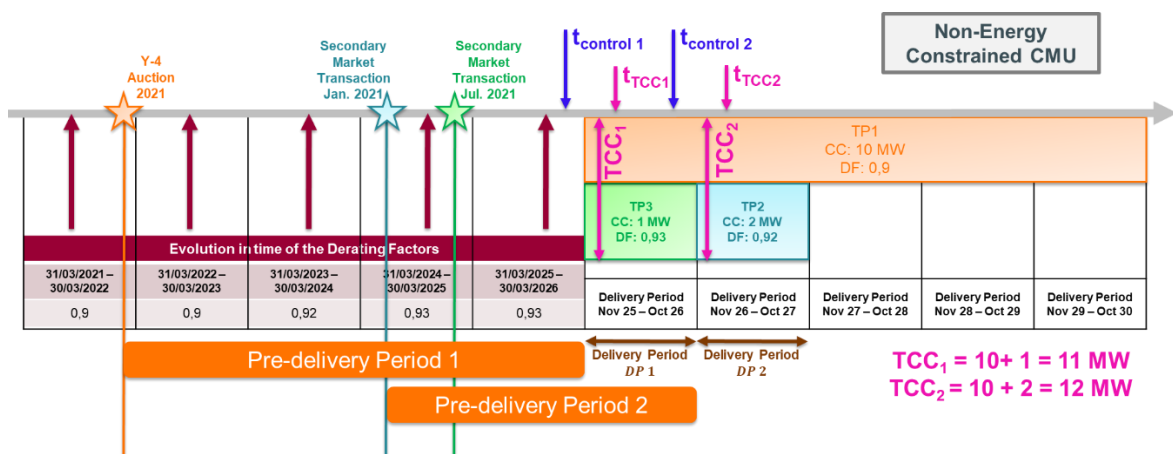 Non-Energy
Constrained CMU
t control 1
t control 2
t TCC1
t TCC2
Y-4
Auction
2021
Secondary
Market
Transaction
Jan. 2021
Secondary
Market
Transaction
Jul. 2021
TCC1
TCC2
TP1
CC: 10 MW
DF: 0,9
TP3
CC: 1 MW
DF: 0,93
TP2
CC: 2 MW
DF: 0,92
Evolution in time of the Derating Factors
31/03/2021 –
30/03/2022
31/03/2022 –
30/03/2023
31/03/2023 –
30/03/2024
31/03/2024 –
30/03/2025
31/03/2025 –
30/03/2026
0,9
0,9
0,92
0,93
0,93
Delivery Period
Nov 25 – Oct 26
Delivery Period
Nov 26 – Oct 27
Delivery Period
Nov 27 – Oct 28
Delivery Period
Nov 28 – Oct 29
Delivery Period
Nov 29 – Oct 30
Pre-delivery Period 1
Delivery Period
DP 1
Delivery Period
DP 2
Pre-delivery Period 2
TCC1 = 10+ 1 = 11 MW
TCC2 = 10 + 2 = 12 MW